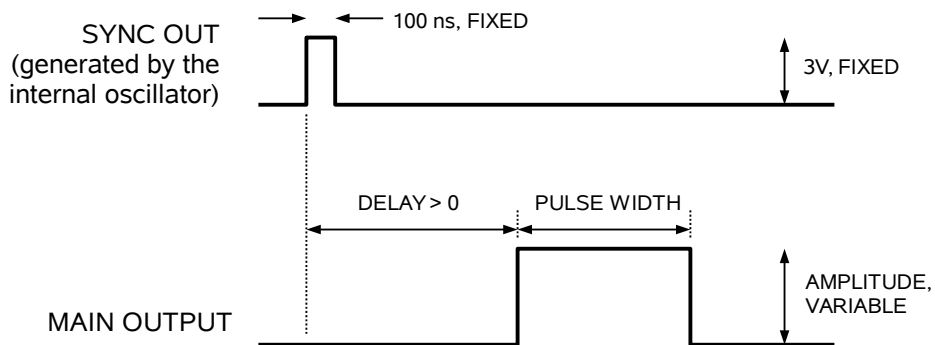 100 ns, FIXED
SYNC OUT
(generated by the
internal oscillator)
3V, FIXED
DELAY > 0
PULSE WIDTH
AMPLITUDE,
VARIABLE
MAIN OUTPUT